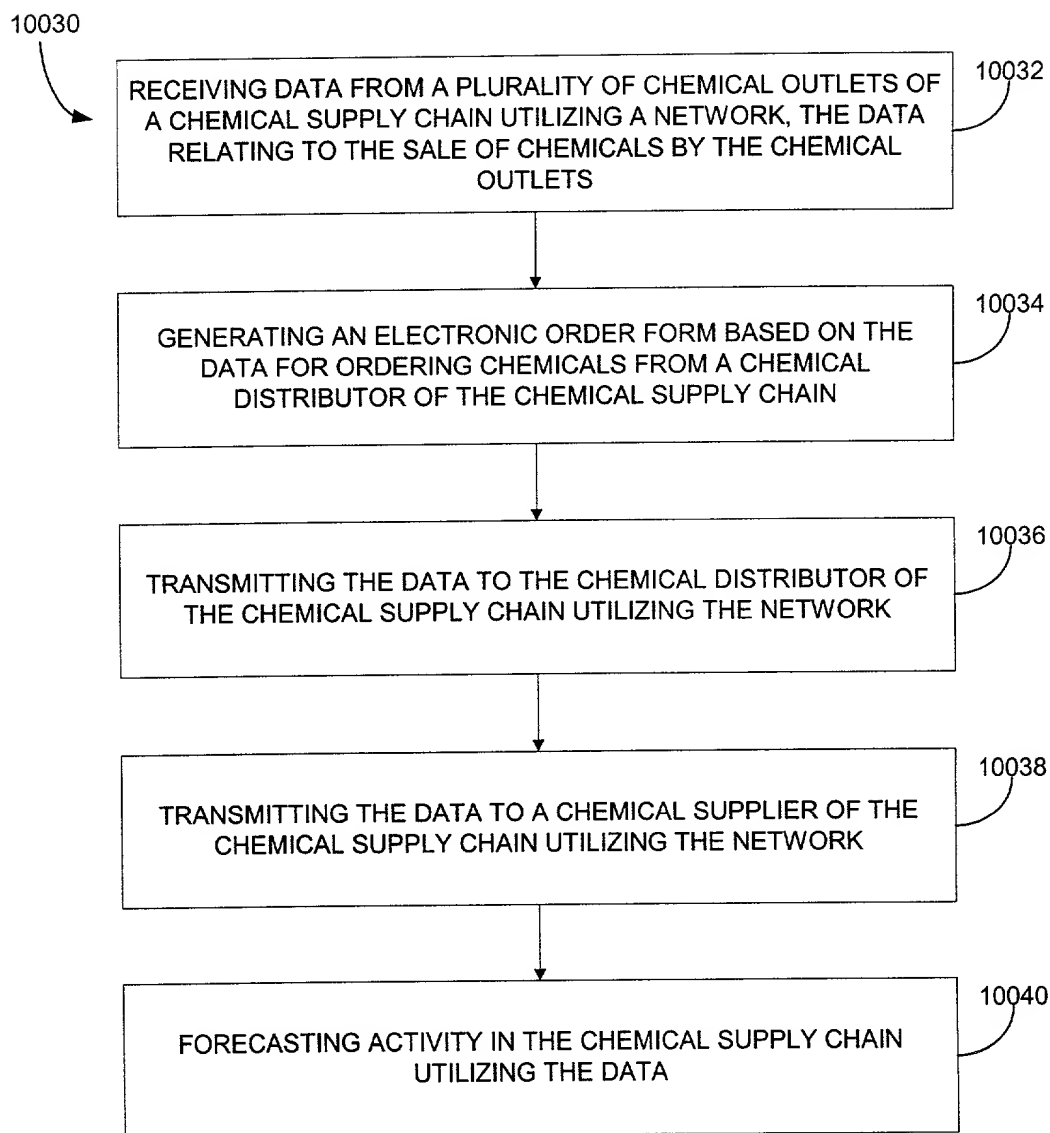 10030
RECEIVING DATA FROM A PLURALITY OF CHEMICAL OUTLETS OF
A CHEMICAL SUPPLY CHAIN UTILIZING A NETWORK, THE DATA
RELATING TO THE SALE OF CHEMICALS BY THE CHEMICAL
OUTLETS
10032
GENERATING AN ELECTRONIC ORDER FORM BASED ON THE
DATA FOR ORDERING CHEMICALS FROM A CHEMICAL
DISTRIBUTOR OF THE CHEMICAL SUPPLY CHAIN
10034
TRANSMITTING THE DATA TO THE CHEMICAL DISTRIBUTOR OF
THE CHEMICAL SUPPLY CHAIN UTILIZING THE NETWORK
10036
TRANSMITTING THE DATA TO A CHEMICAL SUPPLIER OF THE
CHEMICAL SUPPLY CHAIN UTILIZING THE NETWORK
10038
FORECASTING ACTIVITY IN THE CHEMICAL SUPPLY CHAIN
UTILIZING THE DATA
10040